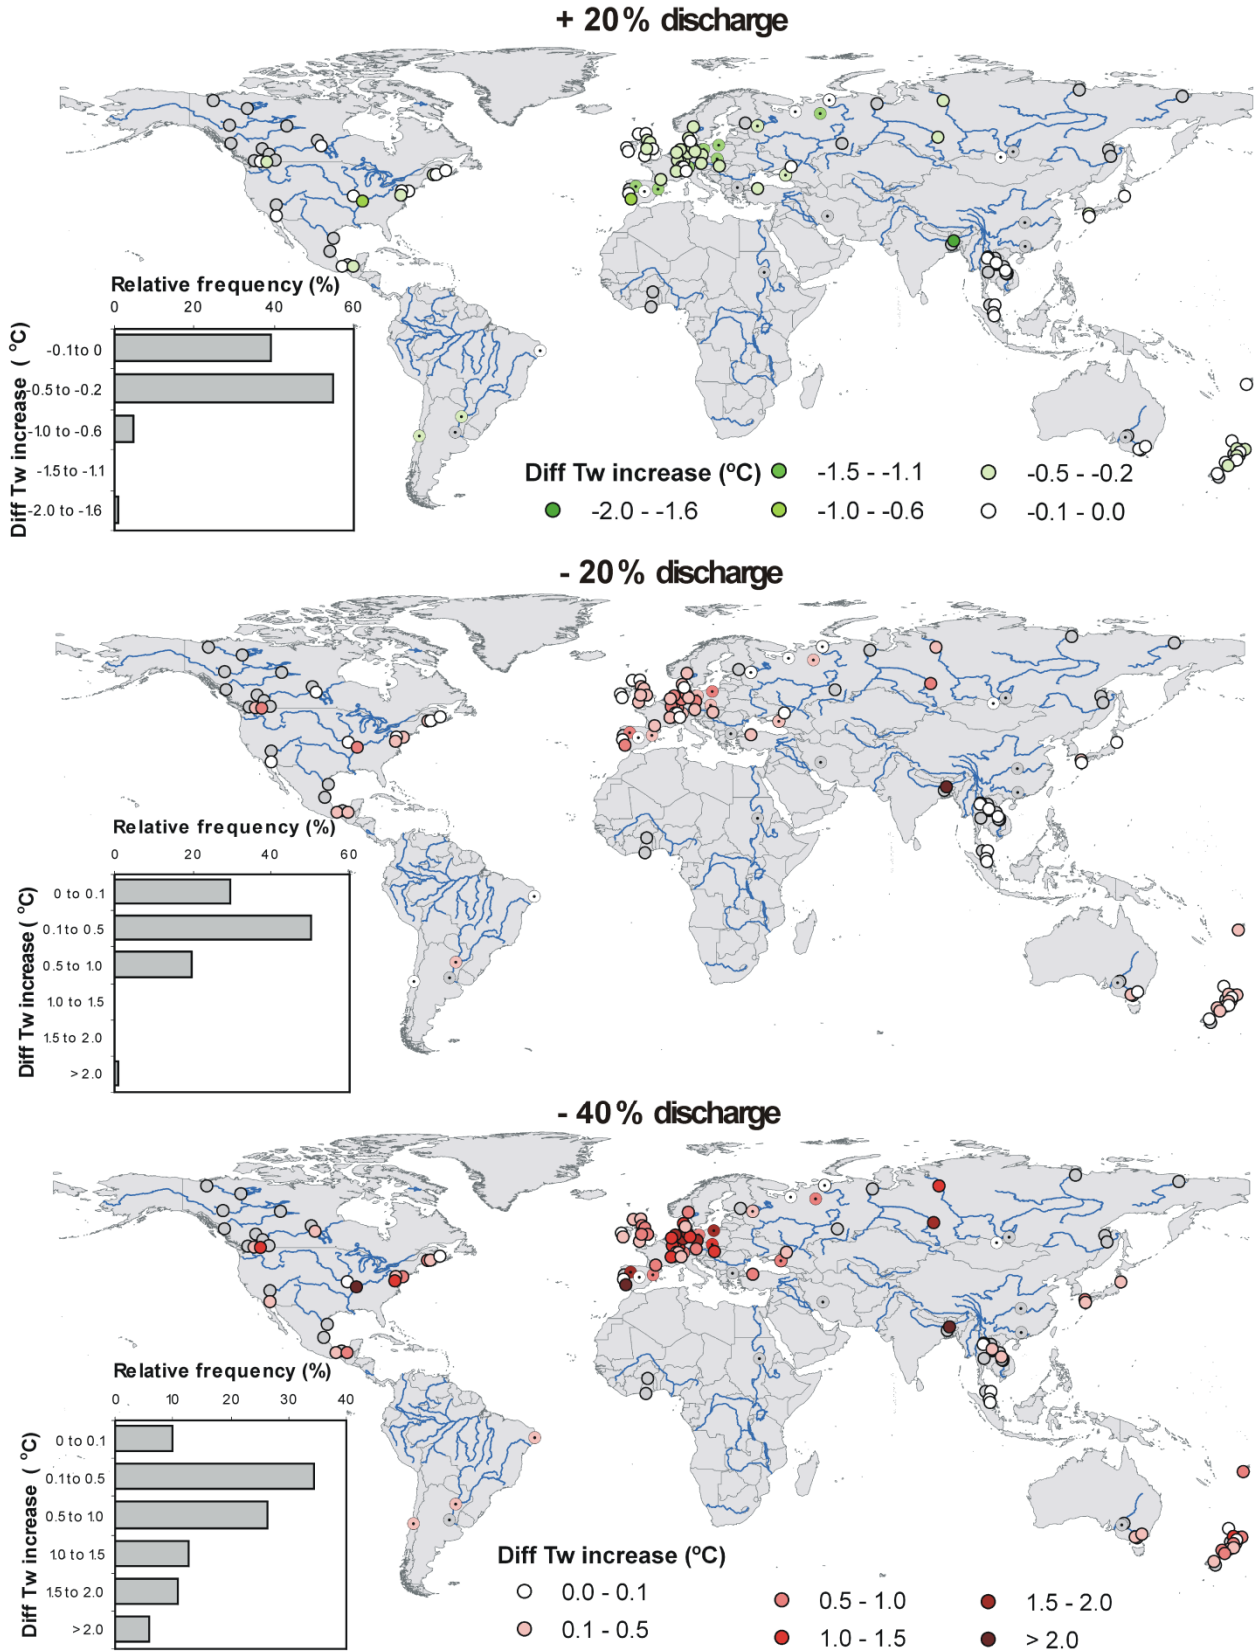 + 20% discharge
Relative frequency (%)
0 20 40 60
Diff Tw increase ( °C)
-0.1to 0
-0.5 to -0.2
-1.0 to -0.6
-1.5 to -1.1
-2.0 to -1.6
Diff Tw increase (°C)
-1.5 - -1.1
-0.5 - -0.2
-2.0 - -1.6
-1.0 - -0.6
-0.1 - 0.0
- 20% discharge
Relative frequency (%)
0 20 40 60
Diff Tw increase ( °C)
0 to 0.1
0.1to 0.5
0.5 to 1.0
1.0 to 1.5
1.5 to 2.0
> 2.0
- 40% discharge
Relative frequency (%)
0 10 20 30 40
Diff Tw increase ( °C)
0 to 0.1
0.1to 0.5
0.5 to 1.0
1.0 to 1.5
1.5 to 2.0
> 2.0
Diff Tw increase (°C)
0.0 - 0.1
0.5 - 1.0
1.5 - 2.0
0.1 - 0.5
1.0 - 1.5
> 2.0